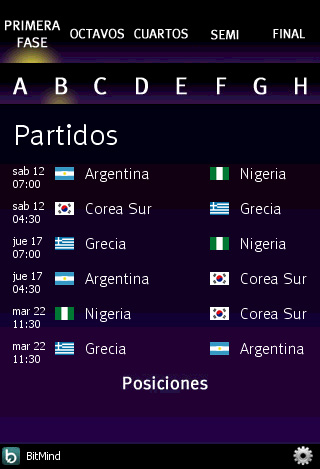 PRIMERA FASE OCTAVOS CUARTOS SEMI FINAL
A B C D E F G H
Partidos
sab 12 07:00 Argentina Nigeria
sab 12 04:30 Corea Sur Grecia
jue 17 07:00 Grecia Nigeria
jue 17 04:30 Argentina Corea Sur
mar 22 11:30 Nigeria Corea Sur
mar 22 11:30 Grecia Argentina
Posiciones
b BitMind